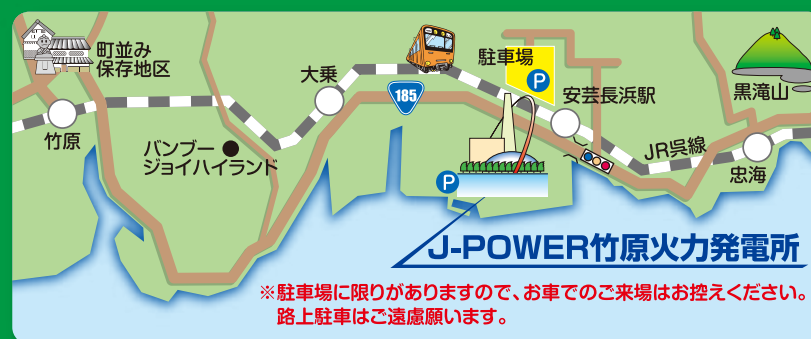 町並み
保存地区
竹原
バンブー
ジョイハイランド
大乗
185
駐車場
P
安芸長浜駅
P
JR呉線
黒滝山
忠海
J-POWER竹原火力発電所
※駐車場に限りがありますので、お車でのご来場はお控えください。
路上駐車はご遠慮願います。